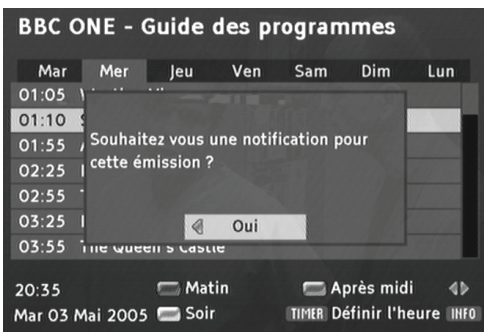 BBC ONE - Guide des programmes
Mar Mer Jeu Ven Sam Dim Lun
01:05
01:10
01:55
02:25
02:55
03:25
03:55 The Queen's Castle
Souhaitez vous une notification pour
cette émission ?
Oui
20:35 Matin Après midi
Mar 03 Mai 2005 Soir TIMER Définir l'heure INFO